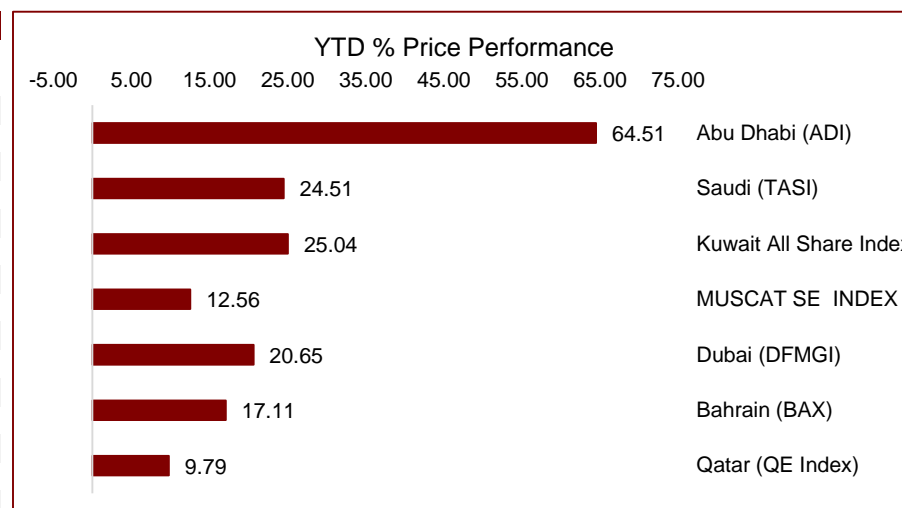 YTD % Price Performance
-5.00 5.00 15.00 25.00 35.00 45.00 55.00 65.00 75.00
64.51 Abu Dhabi (ADI)
24.51 Saudi (TASI)
25.04 Kuwait All Share Index
12.56 MUSCAT SE  INDEX
20.65 Dubai (DFMGI)
17.11 Bahrain (BAX)
9.79 Qatar (QE Index)